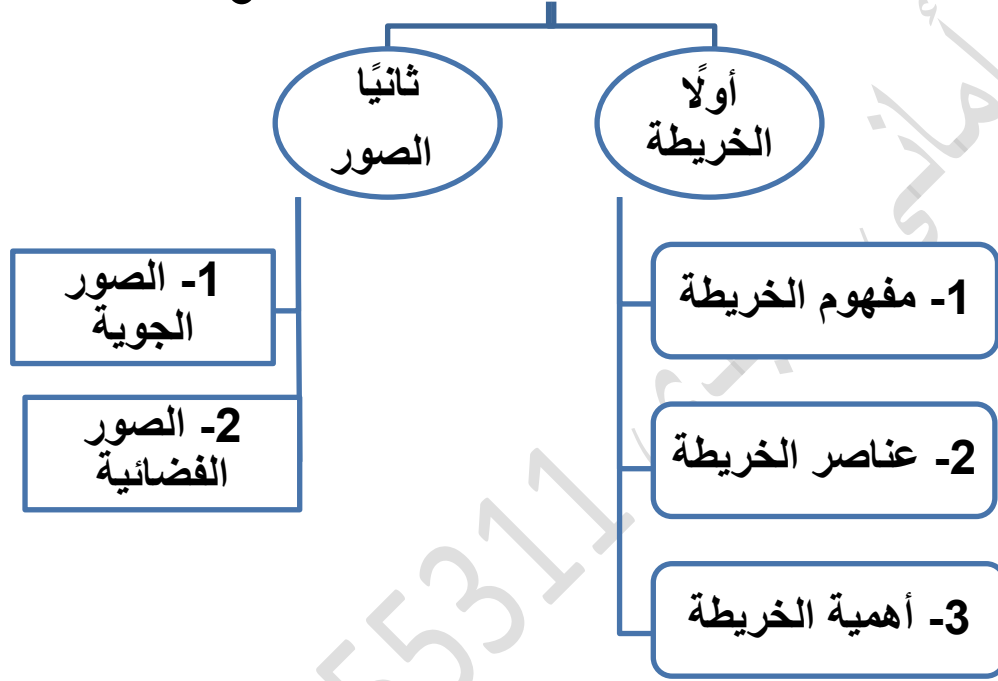 أولًا
الخريطة
1- مفهوم الخريطة
2- عناصر الخريطة
3- أهمية الخريطة
ثانيًا
الصور
1- الصور
الجوية
2- الصور
الفضائية
5311